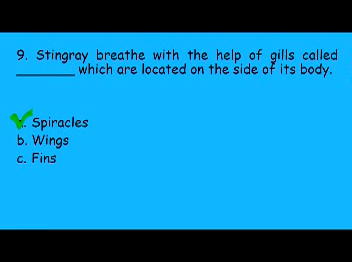 9. Stingray breathe with the help of gills called
________ which are located on the side of its body.
Spiracles
b. Wings
c. Fins